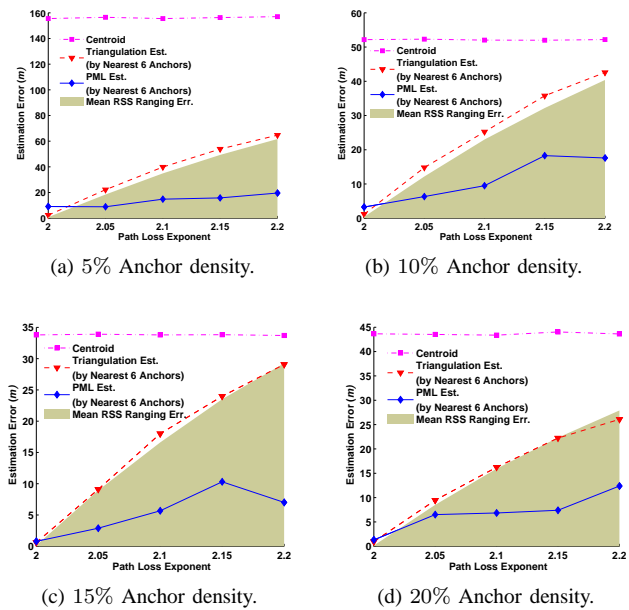 160
140
120
100
80
60
40
20
0
Estimation Error (m)
Centroid
Triangulation Est.
(by Nearest 6 Anchors)
PML Est.
(by Nearest 6 Anchors)
Mean RSS Ranging Err.
2 2.05 2.1 2.15 2.2
Path Loss Exponent
(a) 5% Anchor density.
60
50
40
30
20
10
0
Estimation Error (m)
Centroid
Triangulation Est.
(by Nearest 6 Anchors)
PML Est.
(by Nearest 6 Anchors)
Mean RSS Ranging Err.
2 2.05 2.1 2.15 2.2
Path Loss Exponent
(b) 10% Anchor density.
35
30
25
20
15
10
5
0
Estimation Error (m)
Centroid
Triangulation Est.
(by Nearest 6 Anchors)
PML Est.
(by Nearest 6 Anchors)
Mean RSS Ranging Err.
2 2.05 2.1 2.15 2.2
Path Loss Exponent
(c) 15% Anchor density.
45
40
35
30
25
20
15
10
5
0
Estimation Error (m)
Centroid
Triangulation Est.
(by Nearest 6 Anchors)
PML Est.
(by Nearest 6 Anchors)
Mean RSS Ranging Err.
2 2.05 2.1 2.15 2.2
Path Loss Exponent
(d) 20% Anchor density.